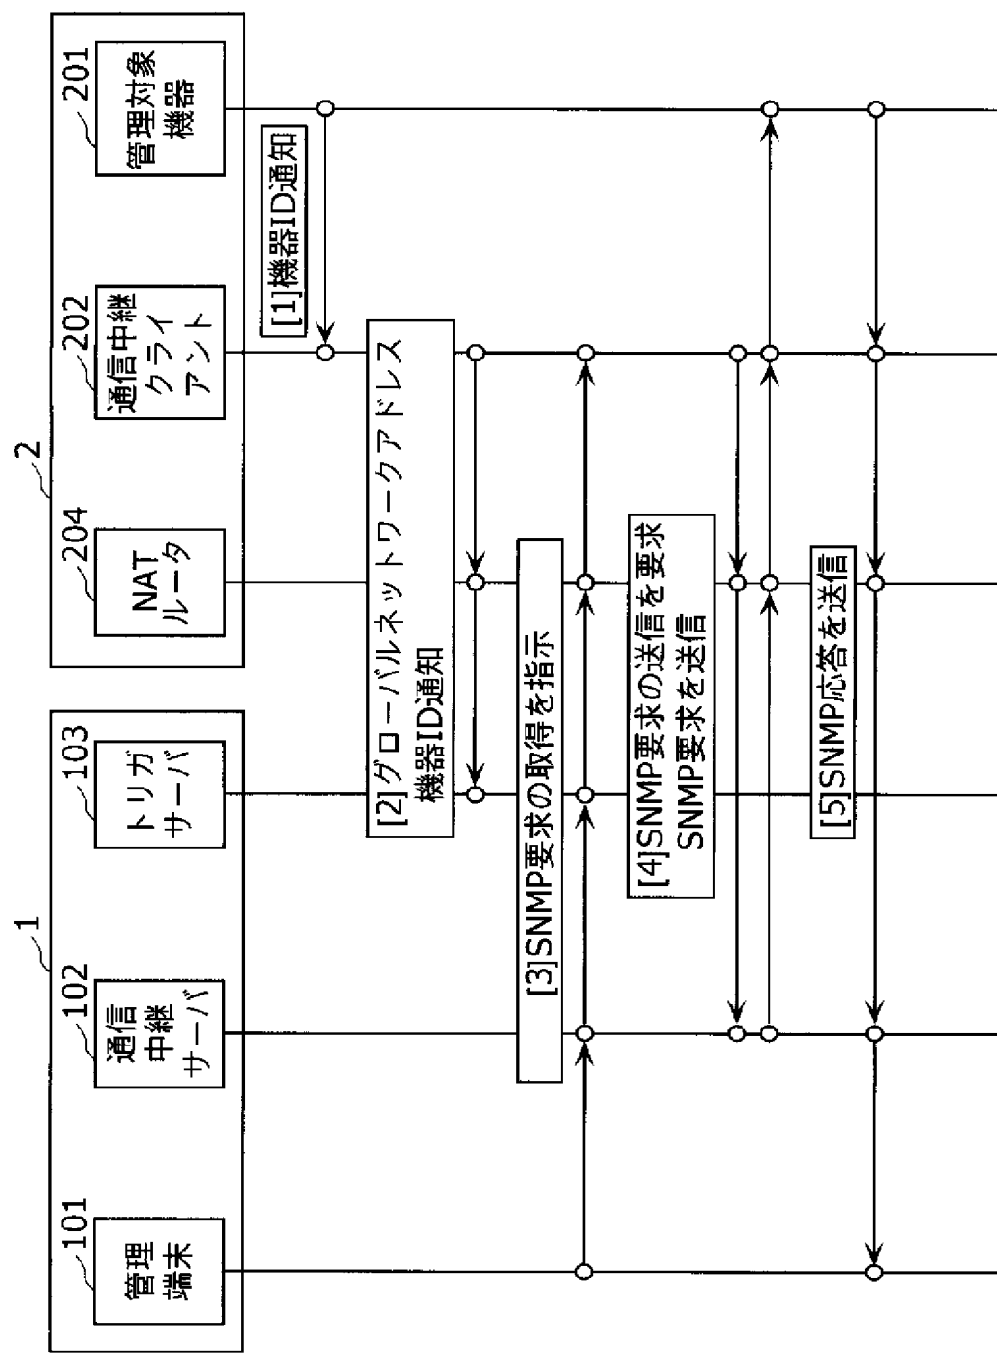 1
2
101
管理
端末
102
通信
中継
サーバ
103
トリガ
サーバ
204
NAT
ルータ
202
通信中継
クライ
アント
201
管理対象
機器
[1]機器ID通知
[2]グローバルネットワークアドレス
機器ID通知
[3]SNMP要求の取得を指示
[4]SNMP要求の送信を要求
SNMP要求を送信
[5]SNMP応答を送信